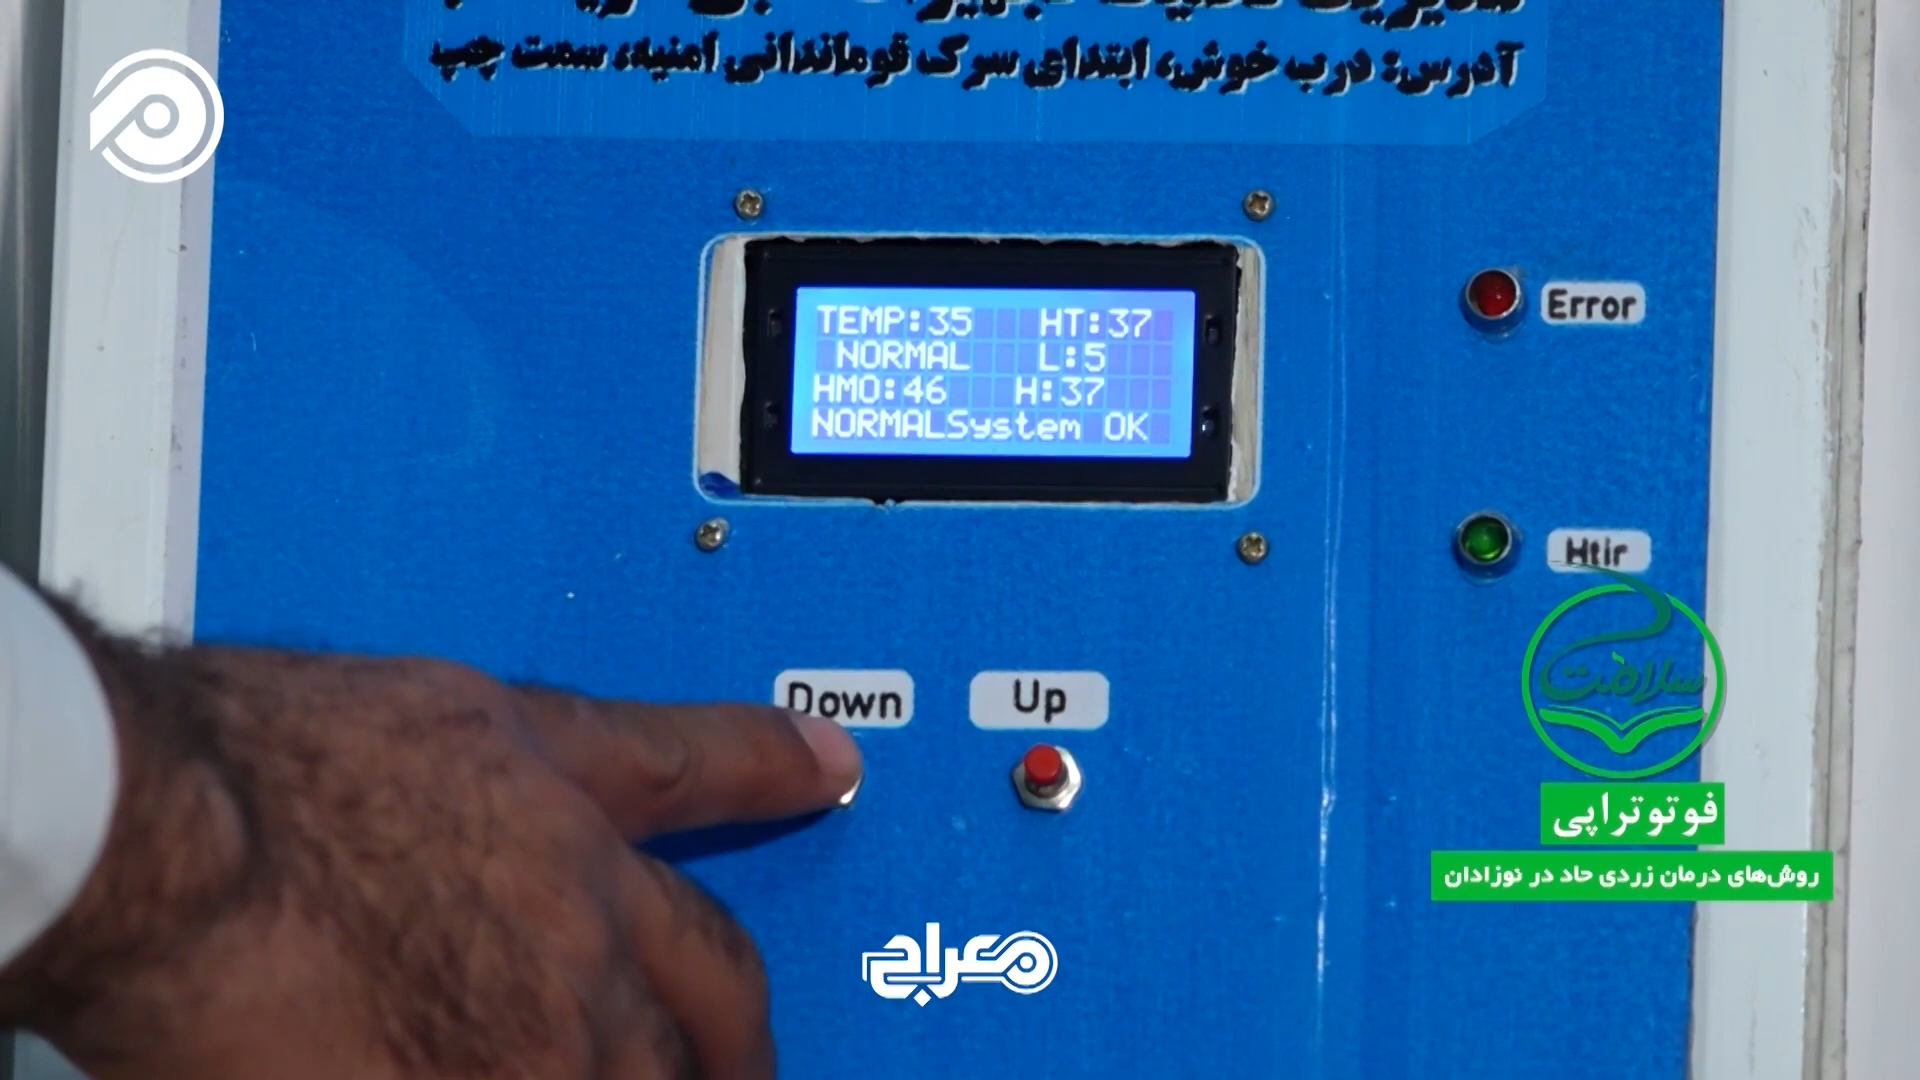 آدرس: درب خوش، ابتدای سرک قوماندانی امنیه، سمت چپ
TEMP:35 HT:37
NORMAL L:5
HMO:46 H:37
NORMALSystem OK
Error
Htir
Down
Up
سلامت
فوتوتراپی
روش‌های درمان زردی حاد در نوزادان
معراج